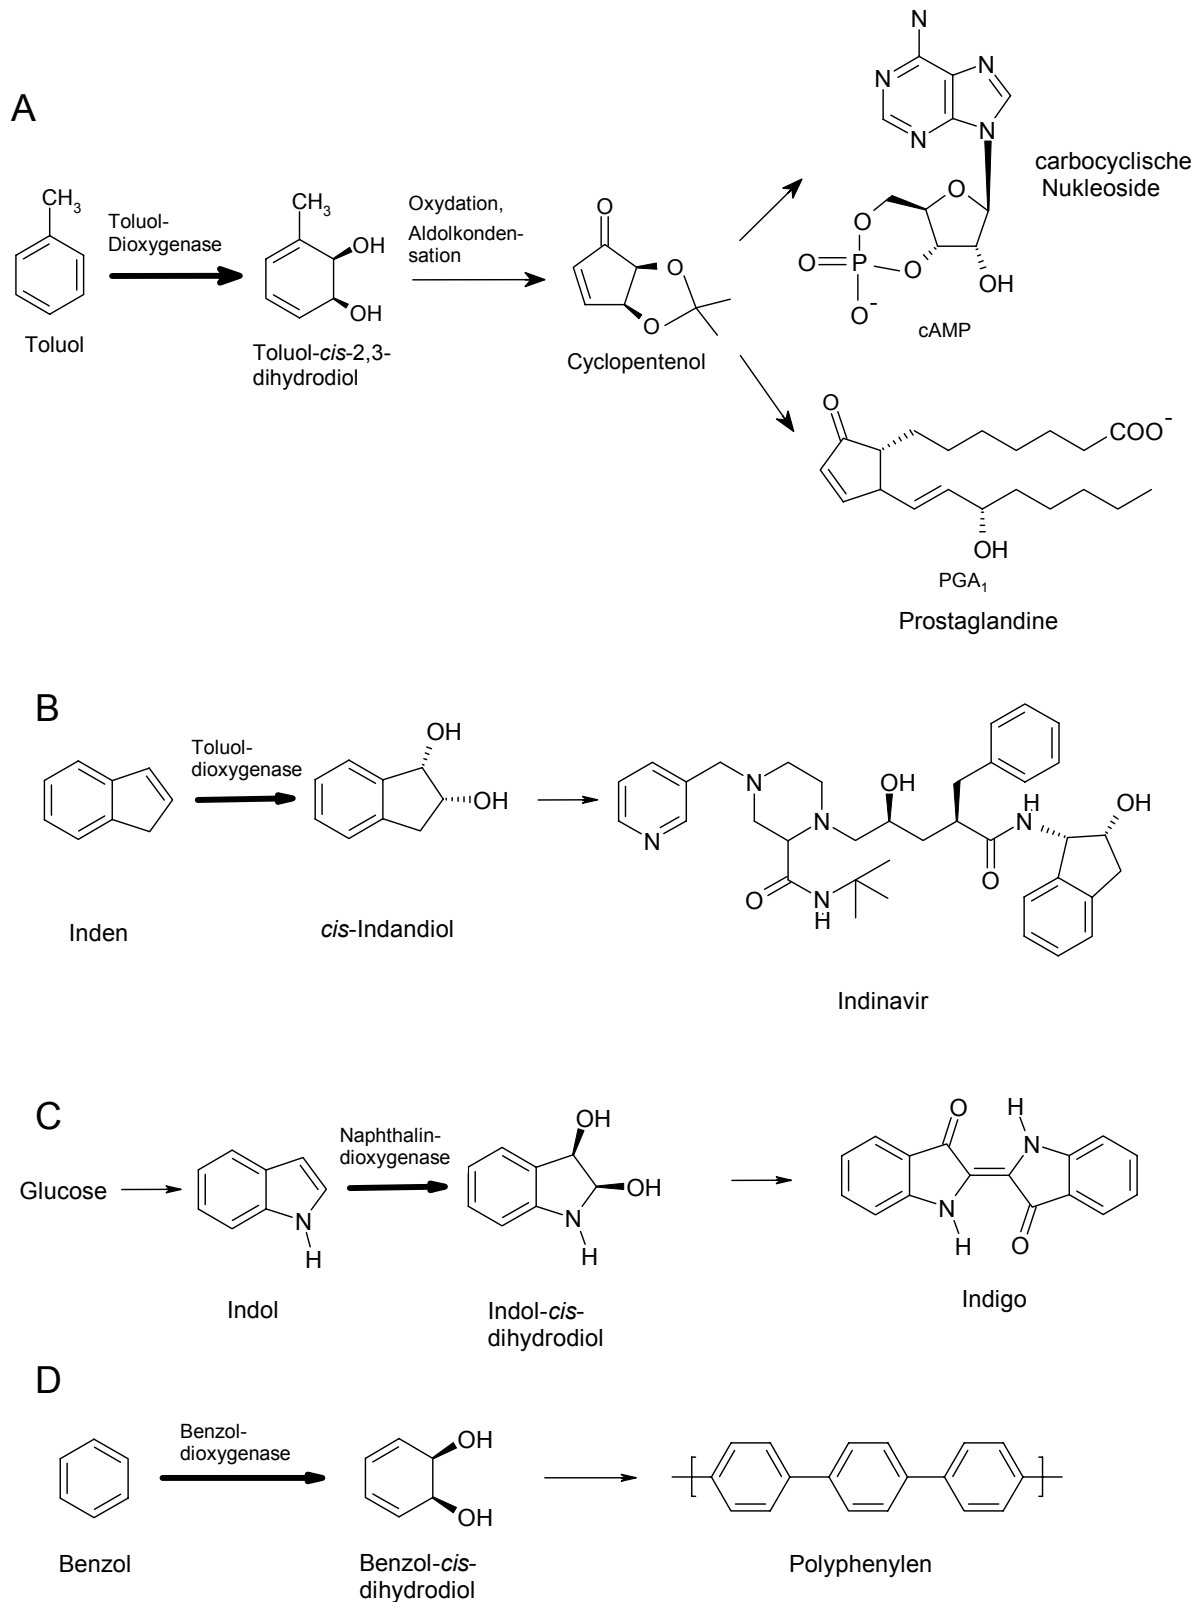 A
CH3
Toluol
Toluol-
Dioxygenase
CH3
OH
OH
Toluol-cis-2,3-
dihydrodiol
Oxydation,
Aldolkonden-
sation
O
O
O
Cyclopentenol
N
N
N
N
N
O
O
O
P
O
O-
OH
cAMP
carbocyclische
Nukleoside
O
COO-
OH
PGA1
Prostaglandine
B
Inden
Toluol-
dioxygenase
OH
OH
cis-Indandiol
N
N
N
O
N
H
OH
O
H
N
OH
Indinavir
C
Glucose
N
H
Indol
Naphthalin-
dioxygenase
OH
OH
N
H
Indol-cis-
dihydrodiol
O
H
N
N
H
O
Indigo
D
Benzol
Benzol-
dioxygenase
OH
OH
Benzol-cis-
dihydrodiol
Polyphenylen